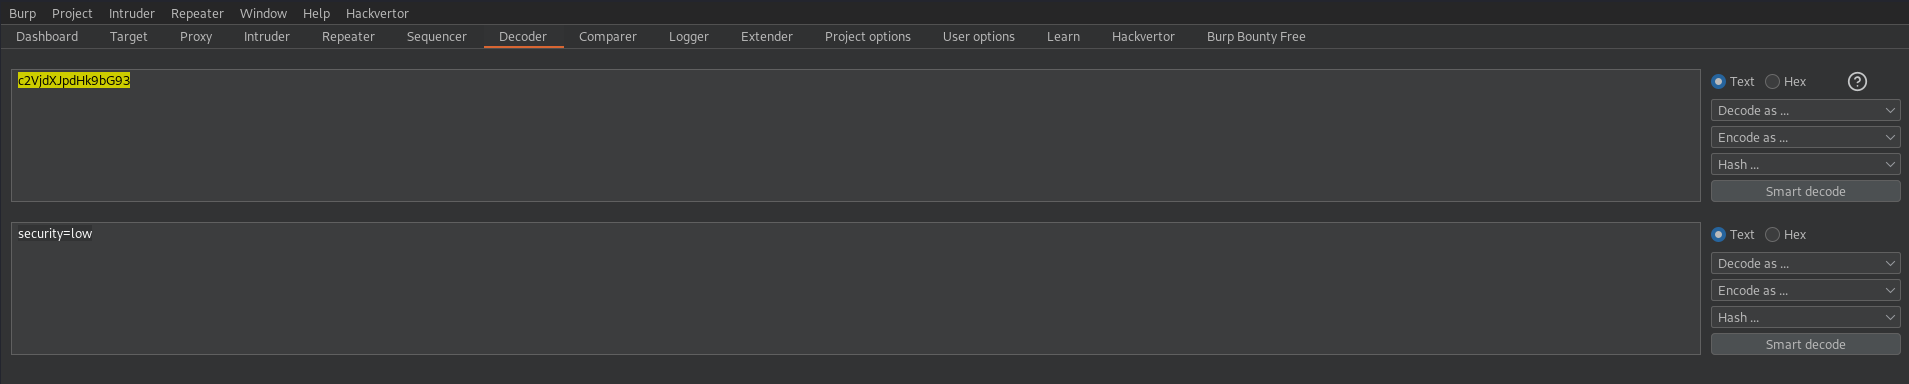 Burp Project Intruder Repeater Window Help Hackvertor
Dashboard Target Proxy Intruder Repeater Sequencer Decoder Comparer Logger Extender Project options User options Learn Hackvertor Burp Bounty Free
c2VjdXJpdHk9bG93
Text Hex ?
Decode as ...
Encode as ...
Hash ...
Smart decode
security=low
Text Hex
Decode as ...
Encode as ...
Hash ...
Smart decode